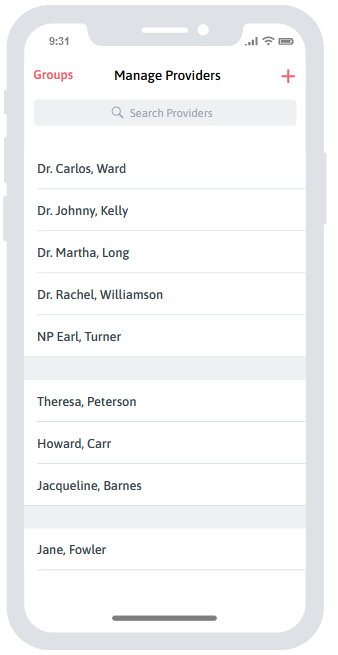 9:31
Groups Manage Providers +
Search Providers
Dr. Carlos, Ward
Dr. Johnny, Kelly
Dr. Martha, Long
Dr. Rachel, Williamson
NP Earl, Turner
Theresa, Peterson
Howard, Carr
Jacqueline, Barnes
Jane, Fowler